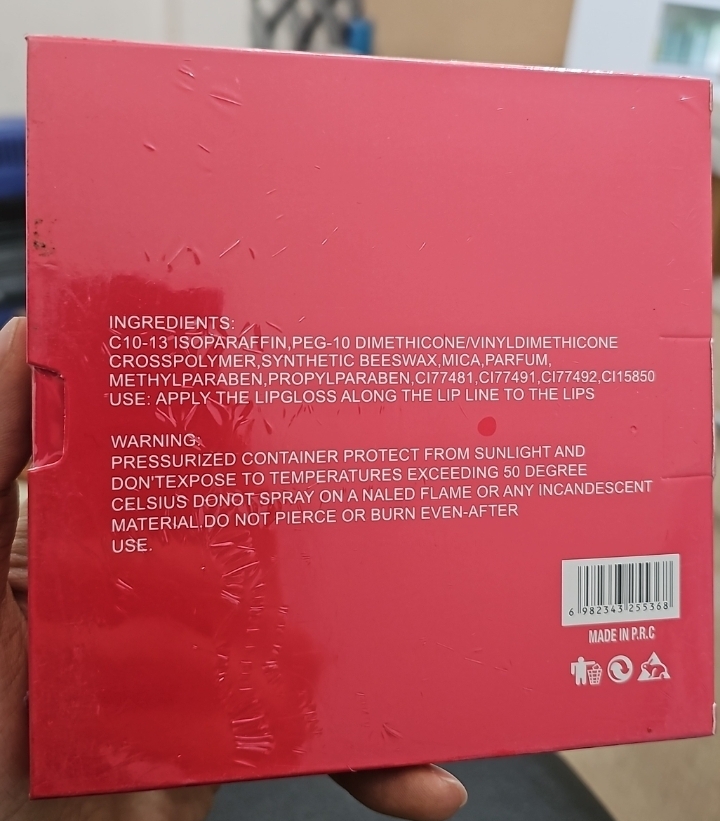 INGREDIENTS:
C10-13 ISOPARAFFIN,PEG-10 DIMETHICONE/VINYLDIMETHICONE
CROSSPOLYMER,SYNTHETIC BEESWAX,MICA,PARFUM,
METHYLPARABEN,PROPYLPARABEN,CI77481,CI77491,CI77492,CI15850
USE: APPLY THE LIPGLOSS ALONG THE LIP LINE TO THE LIPS
WARNING:
PRESSURIZED CONTAINER PROTECT FROM SUNLIGHT AND
DON'TEXPOSE TO TEMPERATURES EXCEEDING 50 DEGREE
CELSIUS DONOT SPRAY ON A NALED FLAME OR ANY INCANDESCENT
MATERIAL.DO NOT PIERCE OR BURN EVEN-AFTER
USE.
6 982343 255368
MADE IN P.R.C